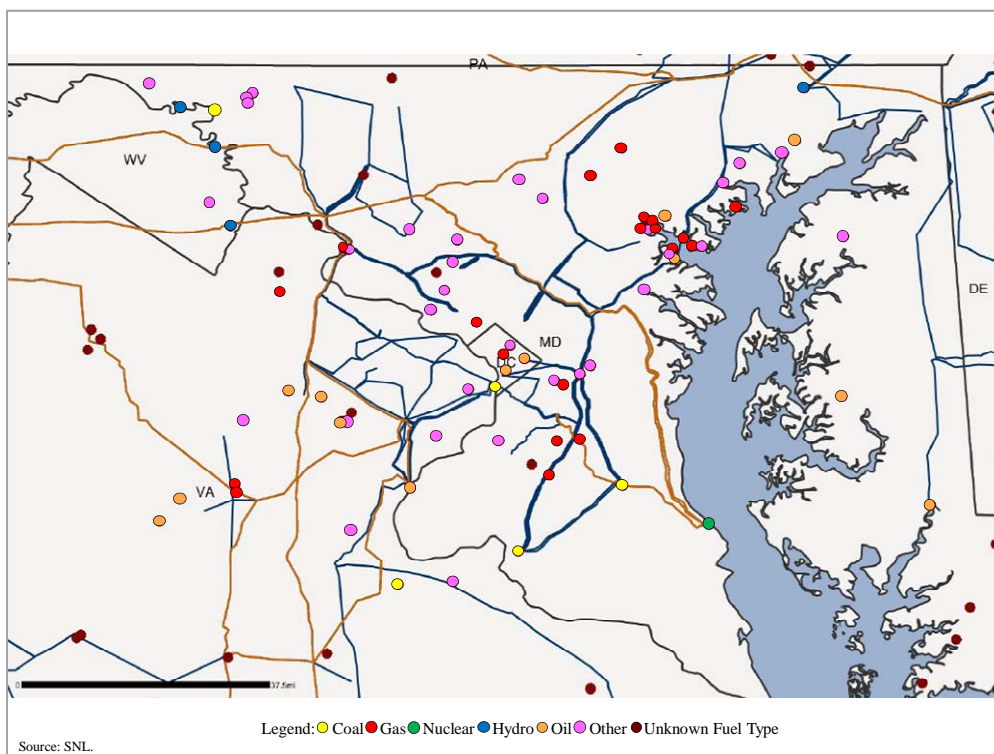 PA
WV
DE
MD
DC
VA
0 37.5mi
Legend: Coal Gas Nuclear Hydro Oil Other Unknown Fuel Type
Source: SNL.